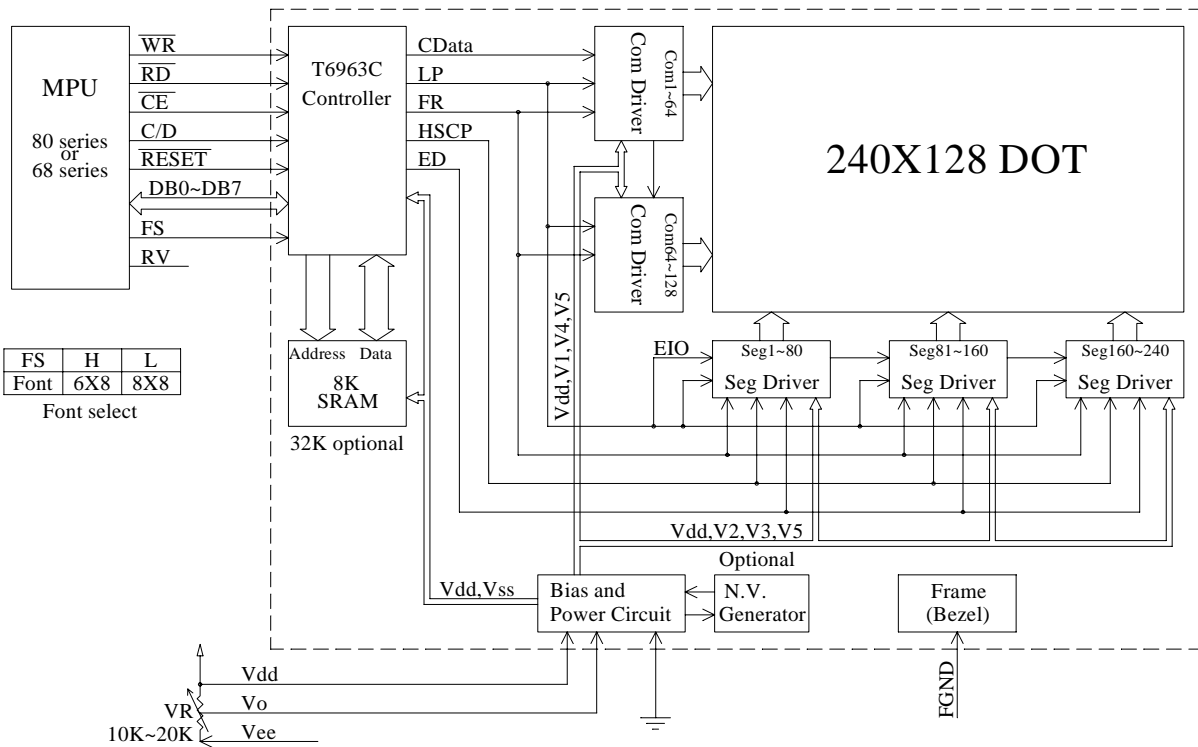 MPU
80 series
or
68 series
WR
RD
CE
C/D
RESET
DB0~DB7
FS
RV
T6963C
Controller
CData
LP
FR
HSCP
ED
Com Driver
Com1~64
Com Driver
Com64~128
240X128 DOT
FS H L
Font 6X8 8X8
Font select
Address Data
8K
SRAM
32K optional
Vdd,V1,V4,V5
EIO
Seg1~80
Seg Driver
Seg81~160
Seg Driver
Seg160~240
Seg Driver
Vdd,V2,V3,V5
Optional
Vdd,Vss
Bias and
Power Circuit
N.V.
Generator
Frame
(Bezel)
FGND
Vdd
VR
Vo
10K~20K
Vee